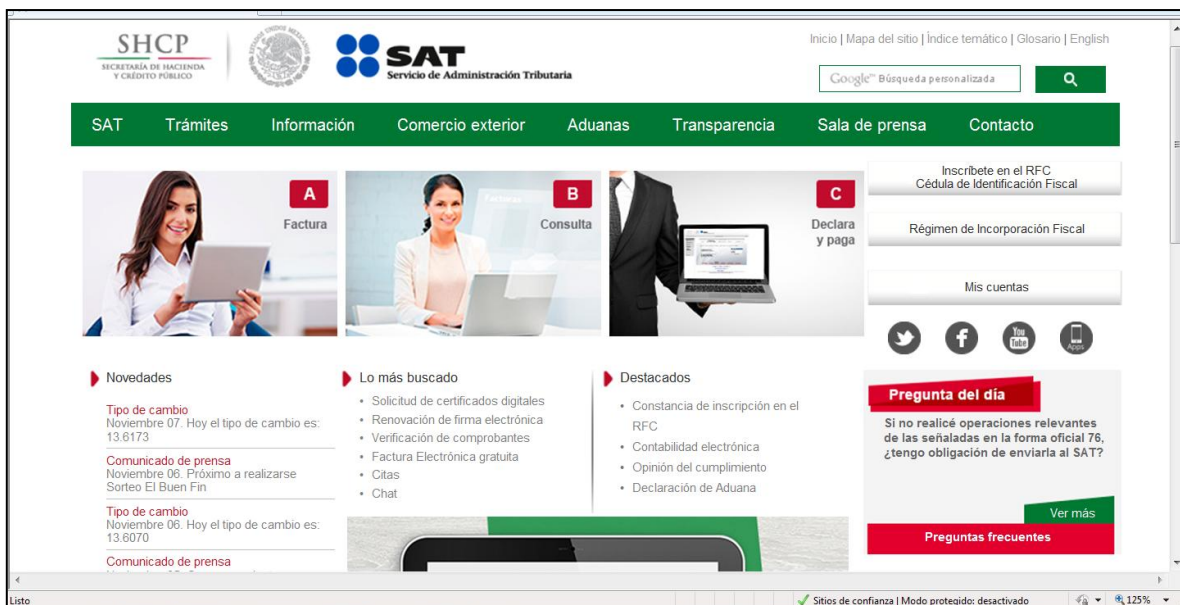 SHCP
SECRETARÍA DE HACIENDA
Y CRÉDITO PÚBLICO
ESTADOS UNIDOS MEXICANOS
SAT
Servicio de Administración Tributaria
Inicio | Mapa del sitio | Índice temático | Glosario | English
Google™ Búsqueda personalizada
SAT Trámites Información Comercio exterior Aduanas Transparencia Sala de prensa Contacto
A
Factura
Facturas
B
Consulta
C
Declara
y paga
Inscríbete en el RFC
Cédula de Identificación Fiscal
Régimen de Incorporación Fiscal
Mis cuentas
You
Tube
Apps
Novedades
Tipo de cambio
Noviembre 07. Hoy el tipo de cambio es:
13.6173
Comunicado de prensa
Noviembre 06. Próximo a realizarse
Sorteo El Buen Fin
Tipo de cambio
Noviembre 06. Hoy el tipo de cambio es:
13.6070
Comunicado de prensa
Lo más buscado
• Solicitud de certificados digitales
• Renovación de firma electrónica
• Verificación de comprobantes
• Factura Electrónica gratuita
• Citas
• Chat
Destacados
• Constancia de inscripción en el
RFC
• Contabilidad electrónica
• Opinión del cumplimiento
• Declaración de Aduana
Pregunta del día
Si no realicé operaciones relevantes
de las señaladas en la forma oficial 76,
¿tengo obligación de enviarla al SAT?
Ver más
Preguntas frecuentes
Listo
Sitios de confianza | Modo protegido: desactivado
125%